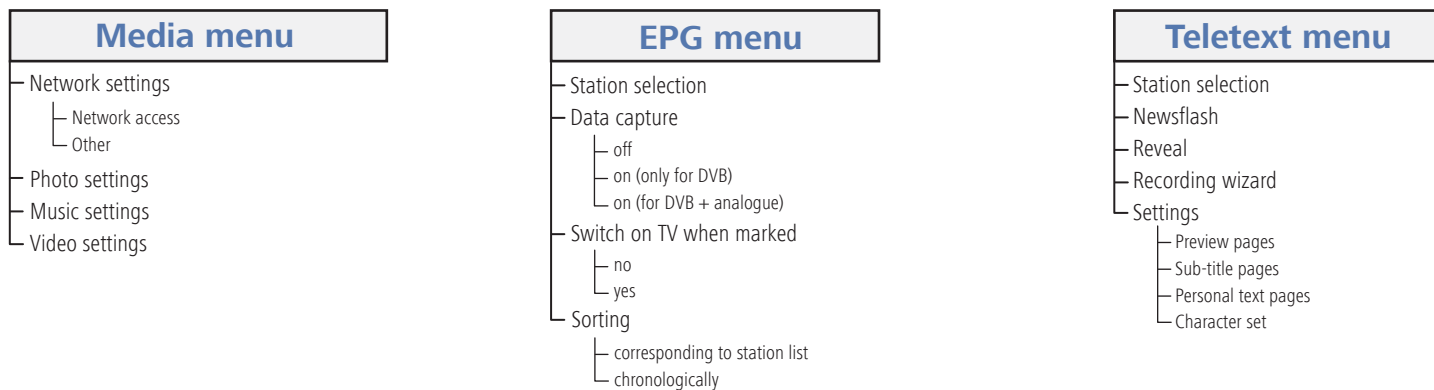 Media menu
Network settings
Network access
Other
Photo settings
Music settings
Video settings
EPG menu
Station selection
Data capture
off
on (only for DVB)
on (for DVB + analogue)
Switch on TV when marked
no
yes
Sorting
corresponding to station list
chronologically
Teletext menu
Station selection
Newsflash
Reveal
Recording wizard
Settings
Preview pages
Sub-title pages
Personal text pages
Character set